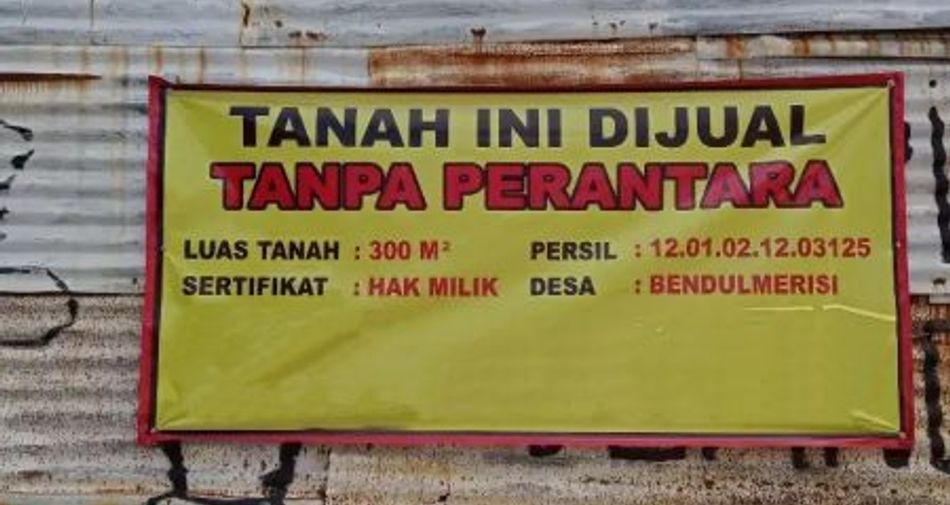 TANAH INI DIJUAL
TANPA PERANTARA
LUAS TANAH : 300 M² PERSIL : 12.01.02.12.03125
SERTIFIKAT : HAK MILIK DESA : BENDULMERISI